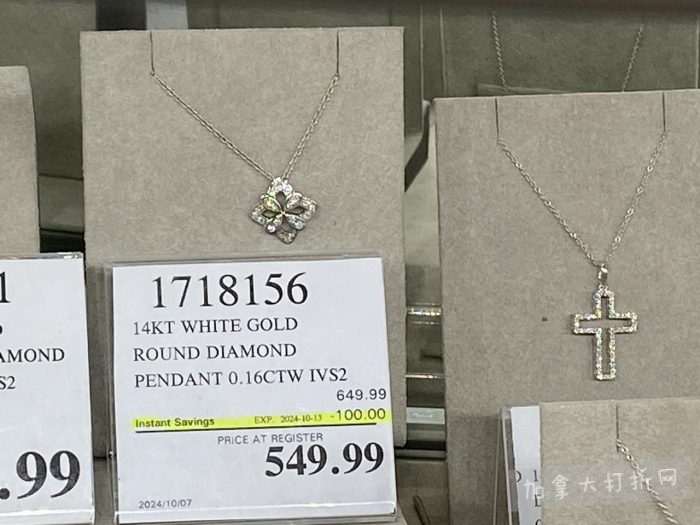 1
AMOND
S2
.99
1718156
14KT WHITE GOLD
ROUND DIAMOND
PENDANT 0.16CTW IVS2
649.99
Instant Savings EXP. 2024-10-13 -100.00
PRICE AT REGISTER
549.99
2024/10/07
加拿大打折网